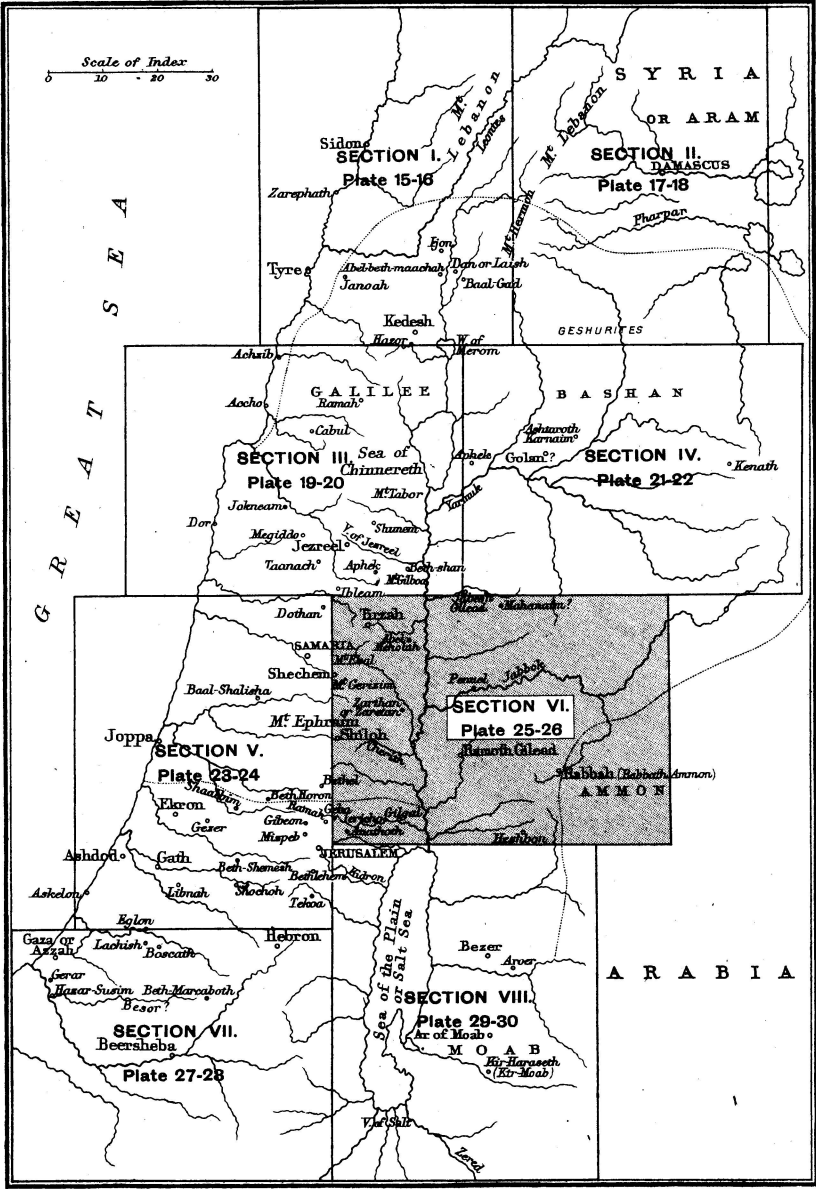 Scale of Index
0 10 20 30
SYRIA
OR ARAM
Mt. Lebanon
Leontes
Mt. Lebanon
Sidon
SECTION I.
Plate 15-16
SECTION II.
DAMASCUS
Plate 17-18
Zarephath
Pharpar
Mt. Hermon
Ijon
Tyre
Abel-beth-maachah
Dan or Laish
Janoah
Baal-Gad
Kedesh
GESHURITES
Hazor
W. of
Merom
Achzib
GREAT SEA
GALILEE
BASHAN
Ramah
Accho
Cabul
Ashtaroth
Karnaim
Sea of
Chinnereth
Aphek
Golan?
SECTION III.
Plate 19-20
SECTION IV.
Plate 21-22
Kenath
Mt. Tabor
Yarmuk
Jokneam
Dor
Shunem
Megiddo
V. of Jezreel
Jezreel
Taanach
Aphek
Beth-shan
Mt. Gilboa
Ibleam
Jabesh
Gilead
Mahanaim?
Dothan
Tirzah
Abel-
Meholah
SAMARIA
Mt. Ebal
Shechem
Mt. Gerizim
Penuel
Jabbok
Baal-Shalisha
Zarthan
or Zaretan
SECTION VI.
Plate 25-26
Mt. Ephraim
Joppa
Shiloh
Cherith
SECTION V.
Plate 23-24
Ramoth Gilead
Rabbah (Rabbath Ammon)
AMMON
Bethel
Shaalbim
Beth Horon
Ekron
Ramah
Geba
Gilgal
Jericho
Gezer
Gibeon
Anathoth
Mizpeh
Heshbon
JERUSALEM
Ashdod
Gath
Beth-Shemesh
Bethlehem
Kidron
Askelon
Libnah
Shochoh
Tekoa
Eglon
Gaza or
Azzah
Lachish
Boscath
Hebron
Sea of the Plain
or Salt Sea
Bezer
Aroer
ARABIA
Gerar
Hazar-Susim
Beth-Marcaboth
Besor?
SECTION VII.
SECTION VIII.
Plate 29-30
Ar of Moab
Beersheba
MOAB
Kir-Haraseth
(Kir-Moab)
Plate 27-28
V. of Salt
Zered